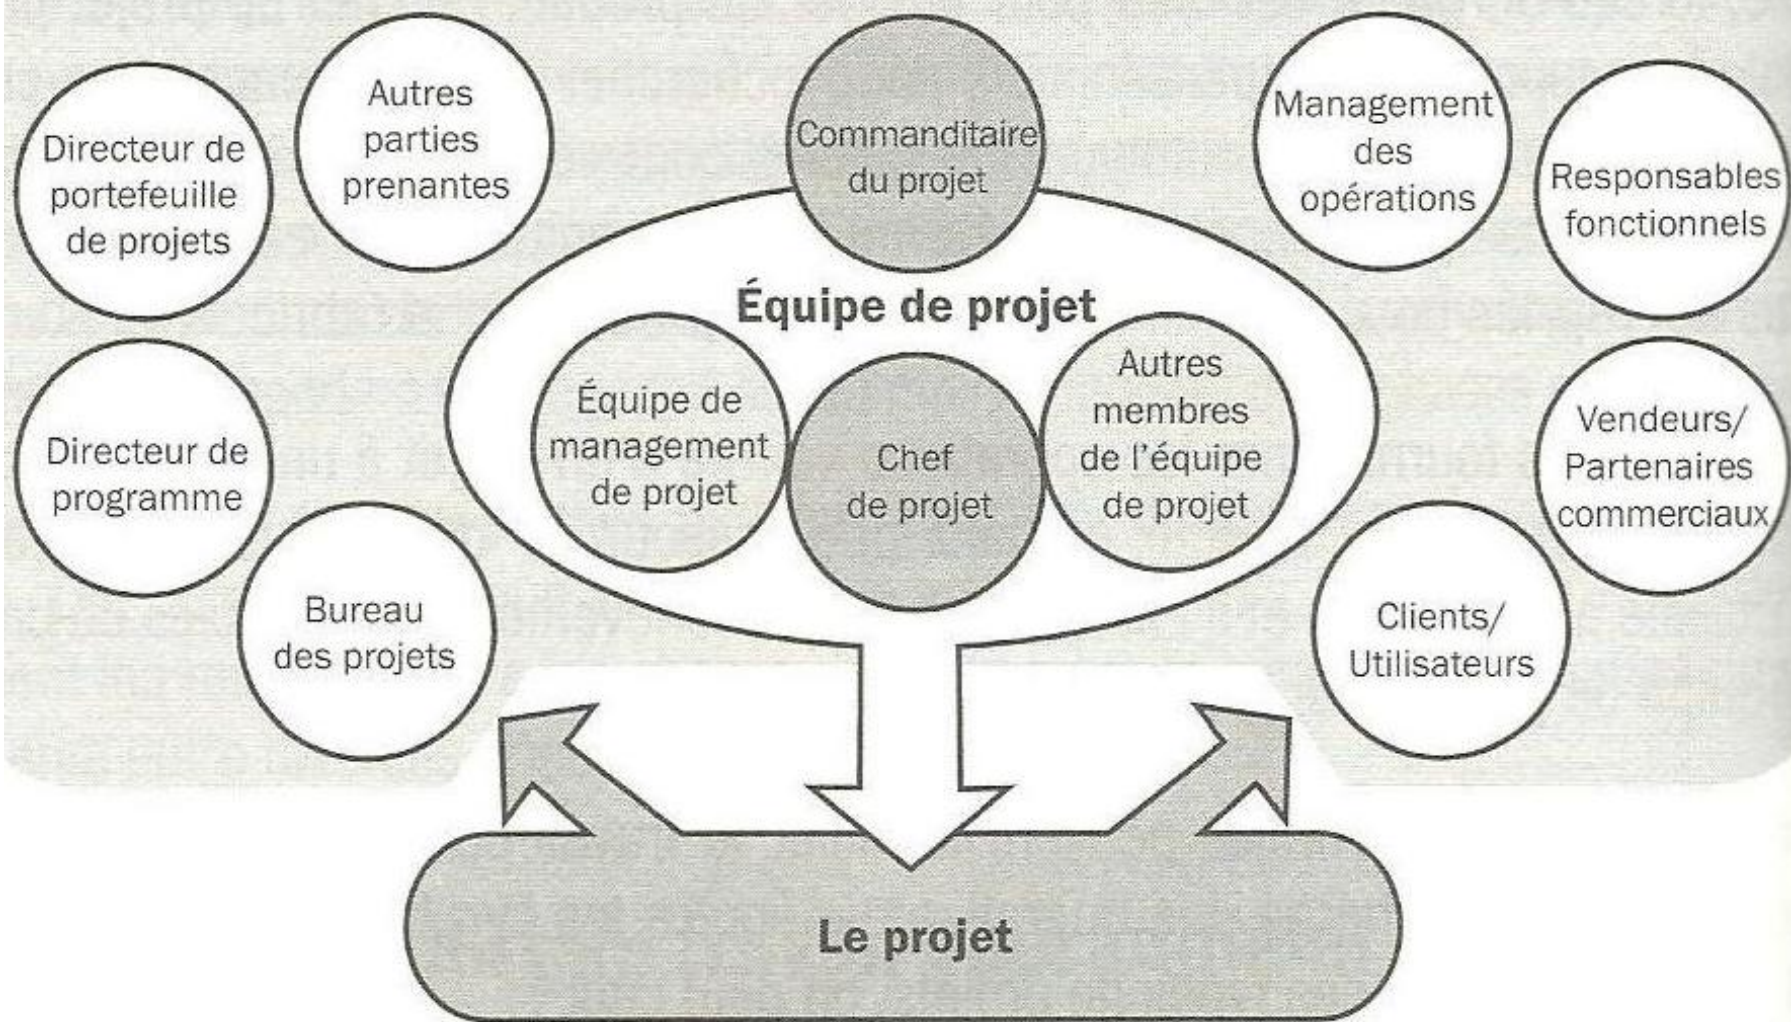 Directeur de
portefeuille
de projets
Autres
parties
prenantes
Commanditaire
du projet
Management
des
opérations
Responsables
fonctionnels
Équipe de projet
Directeur de
programme
Équipe de
management
de projet
Chef
de projet
Autres
membres
de l'équipe
de projet
Vendeurs/
Partenaires
commerciaux
Bureau
des projets
Clients/
Utilisateurs
Le projet